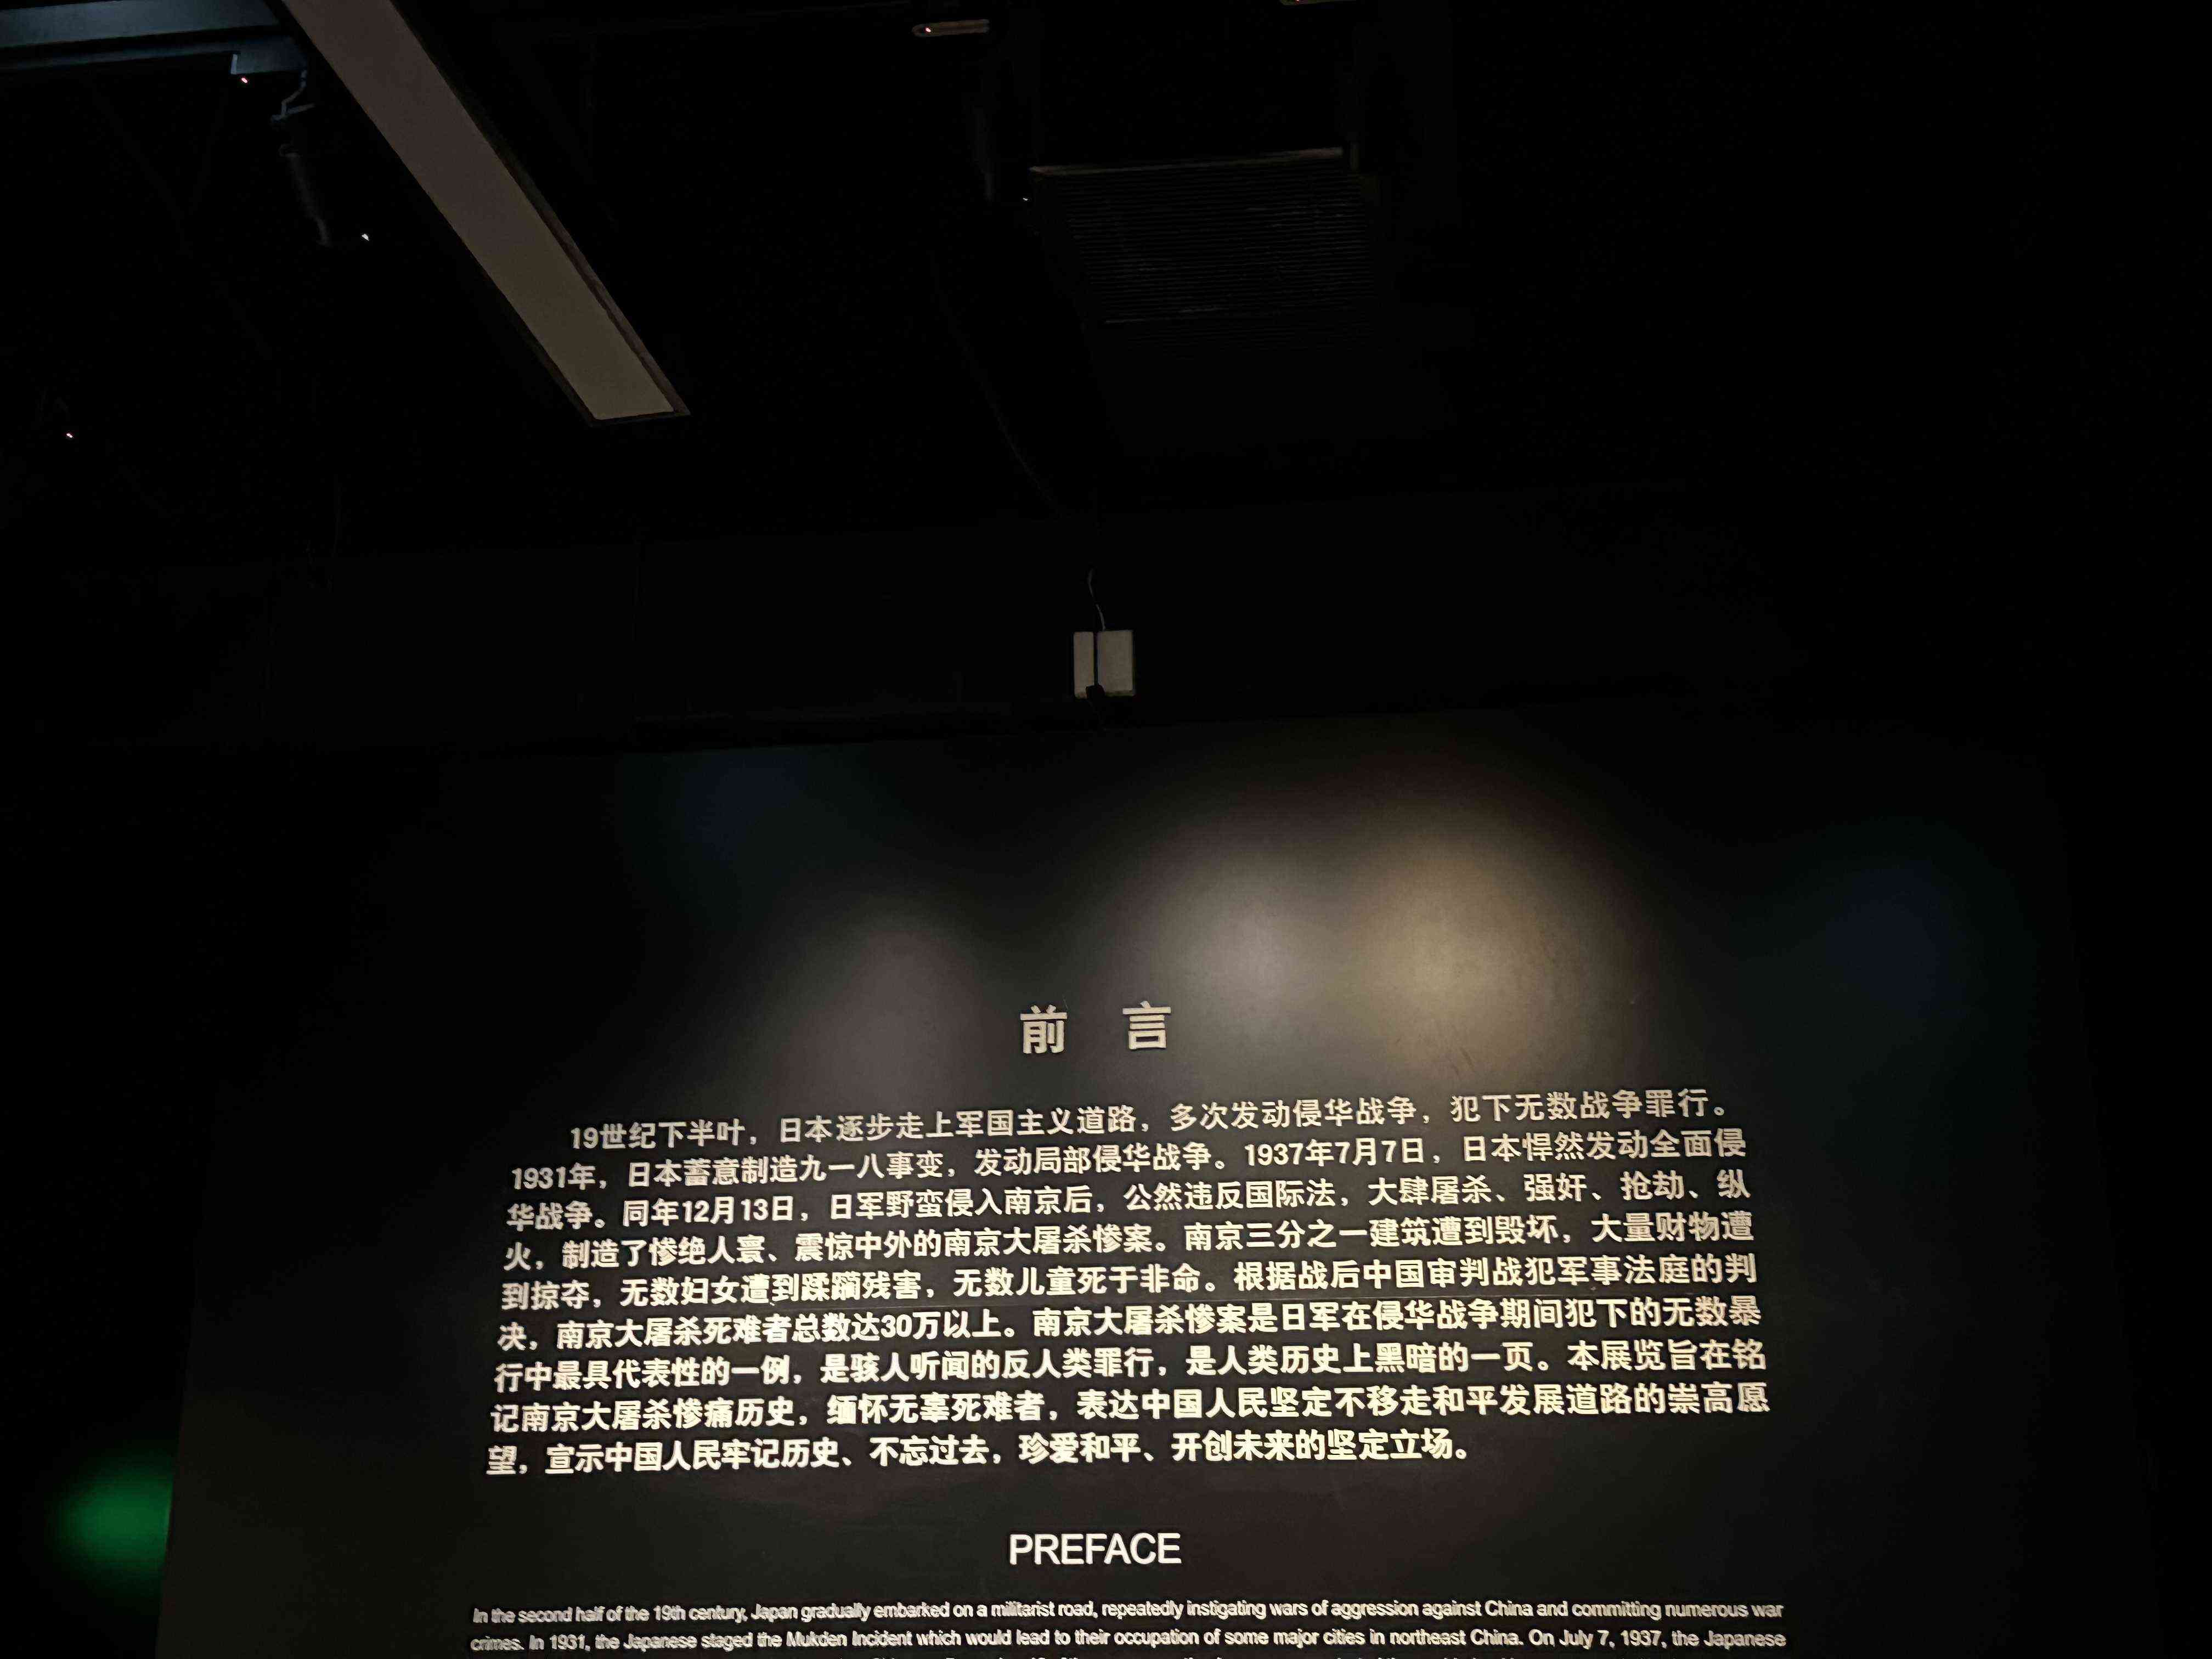 前 言
19世纪下半叶，日本逐步走上军国主义道路，多次发动侵华战争，犯下无数战争罪行。
1931年，日本蓄意制造九一八事变，发动局部侵华战争。1937年7月7日，日本悍然发动全面侵
华战争。同年12月13日，日军野蛮侵入南京后，公然违反国际法，大肆屠杀、强奸、抢劫、纵
火，制造了惨绝人寰、震惊中外的南京大屠杀惨案。南京三分之一建筑遭到毁坏，大量财物遭
到掠夺，无数妇女遭到蹂躏残害，无数儿童死于非命。根据战后中国审判战犯军事法庭的判
决，南京大屠杀死难者总数达30万以上。南京大屠杀惨案是日军在侵华战争期间犯下的无数暴
行中最具代表性的一例，是骇人听闻的反人类罪行，是人类历史上黑暗的一页。本展览旨在铭
记南京大屠杀惨痛历史，缅怀无辜死难者，表达中国人民坚定不移走和平发展道路的崇高愿
望，宣示中国人民牢记历史、不忘过去，珍爱和平、开创未来的坚定立场。
PREFACE
In the second half of the 19th century, Japan gradually embarked on a militarist road, repeatedly instigating wars of aggression against China and committing numerous war
crimes. In 1931, the Japanese staged the Mukden Incident which would lead to their occupation of some major cities in northeast China. On July 7, 1937, the Japanese